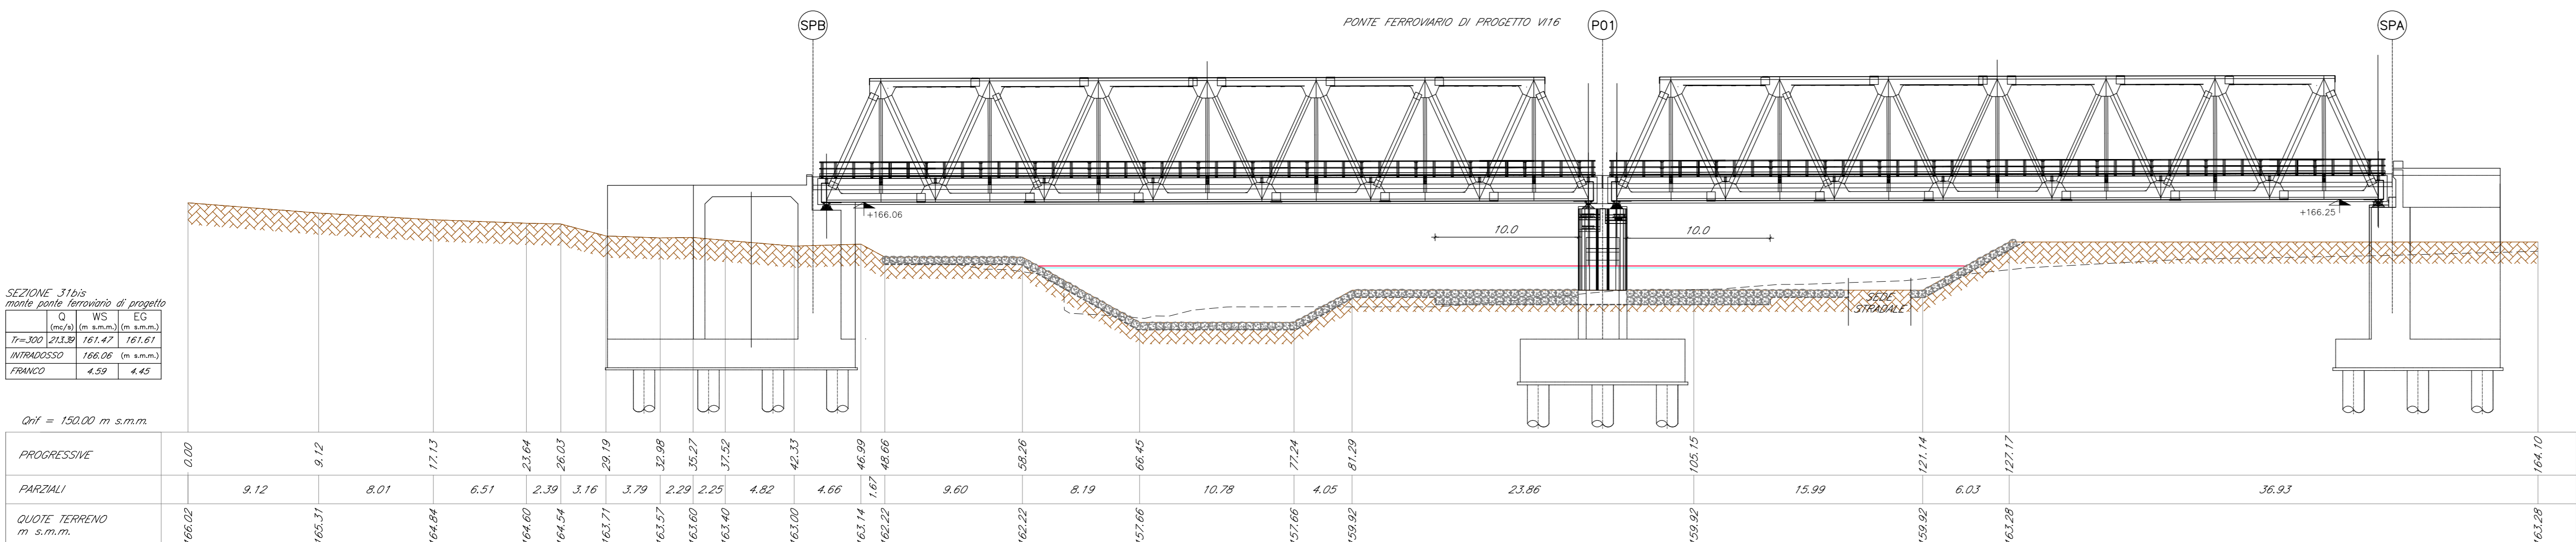 PONTE FERROVIARIO DI PROGETTO VI16
SPB
P01
SPA
+166.06
+166.25
10.0
10.0
SEDE
STRADALE
SEZIONE 31bis
monte ponte ferroviario di progetto
Q WS EG
(mc/s) (m s.m.m.) (m s.m.m.)
Tr=300 213.39 161.47 161.61
INTRADOSSO 166.06 (m s.m.m.)
FRANCO 4.59 4.45
Qrif = 150.00 m s.m.m.
PROGRESSIVE 0.00 9.12 17.13 23.64 26.03 29.19 32.98 35.27 37.52 42.33 46.99 48.66 58.26 66.45 77.24 81.29 105.15 121.14 127.17 164.10
PARZIALI 9.12 8.01 6.51 2.39 3.16 3.79 2.29 2.25 4.82 4.66 1.67 9.60 8.19 10.78 4.05 23.86 15.99 6.03 36.93
QUOTE TERRENO
m s.m.m.
166.02 165.31 164.84 164.60 164.54 163.71 163.57 163.60 163.40 163.00 163.14 162.22 162.22 157.66 157.66 159.92 159.92 159.92 163.28 163.28